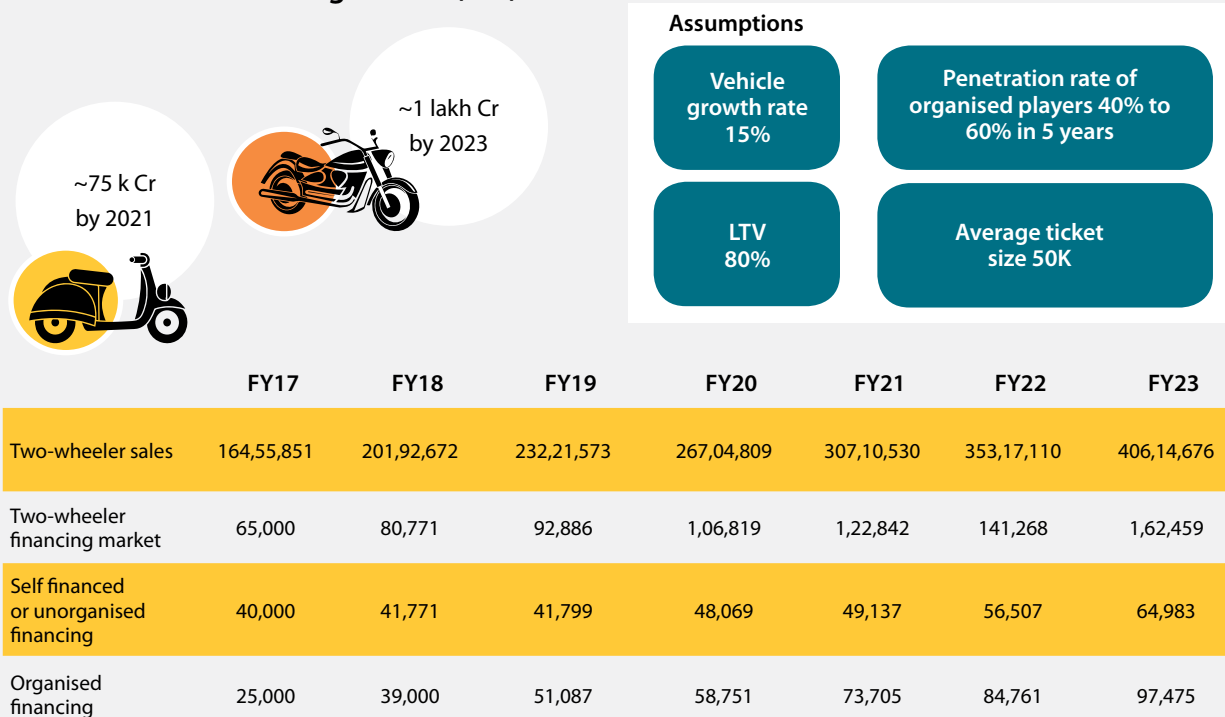 Assumptions
~75 k Cr
by 2021
~1 lakh Cr
by 2023
Vehicle
growth rate
15%
Penetration rate of
organised players 40% to
60% in 5 years
LTV
80%
Average ticket
size 50K
FY17 FY18 FY19 FY20 FY21 FY22 FY23
Two-wheeler sales 164,55,851 201,92,672 232,21,573 267,04,809 307,10,530 353,17,110 406,14,676
Two-wheeler
financing market 65,000 80,771 92,886 1,06,819 1,22,842 141,268 1,62,459
Self financed
or unorganised 40,000 41,771 41,799 48,069 49,137 56,507 64,983
financing
Organised
financing 25,000 39,000 51,087 58,751 73,705 84,761 97,475